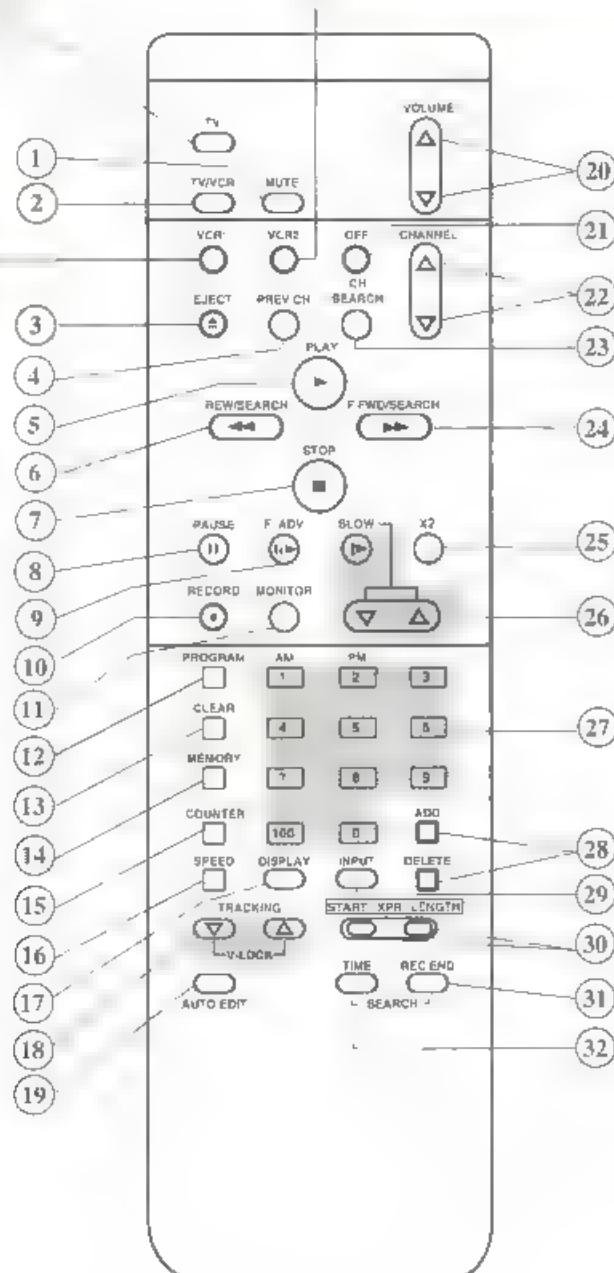 VOLUME
TV
1
20
TV/VCR MUTE
2
21
VCR1 VCR2 OFF CHANNEL
22
CH
EJECT PREV CH SEARCH
3
23
4
PLAY
5
REW/SEARCH F.FWD/SEARCH
24
6
STOP
7
PAUSE F. ADV SLOW X2
8
25
9
26
RECORD MONITOR
10
11
PROGRAM AM PM
1 2 3
12
CLEAR
4 5 6
27
13
MEMORY
7 8 9
14
COUNTER ADD
100 0
28
15
SPEED DISPLAY INPUT DELETE
29
16
TRACKING START XPR LENGTH
30
17
V-LOCK
TIME REC END
31
18
AUTO EDIT SEARCH
32
19